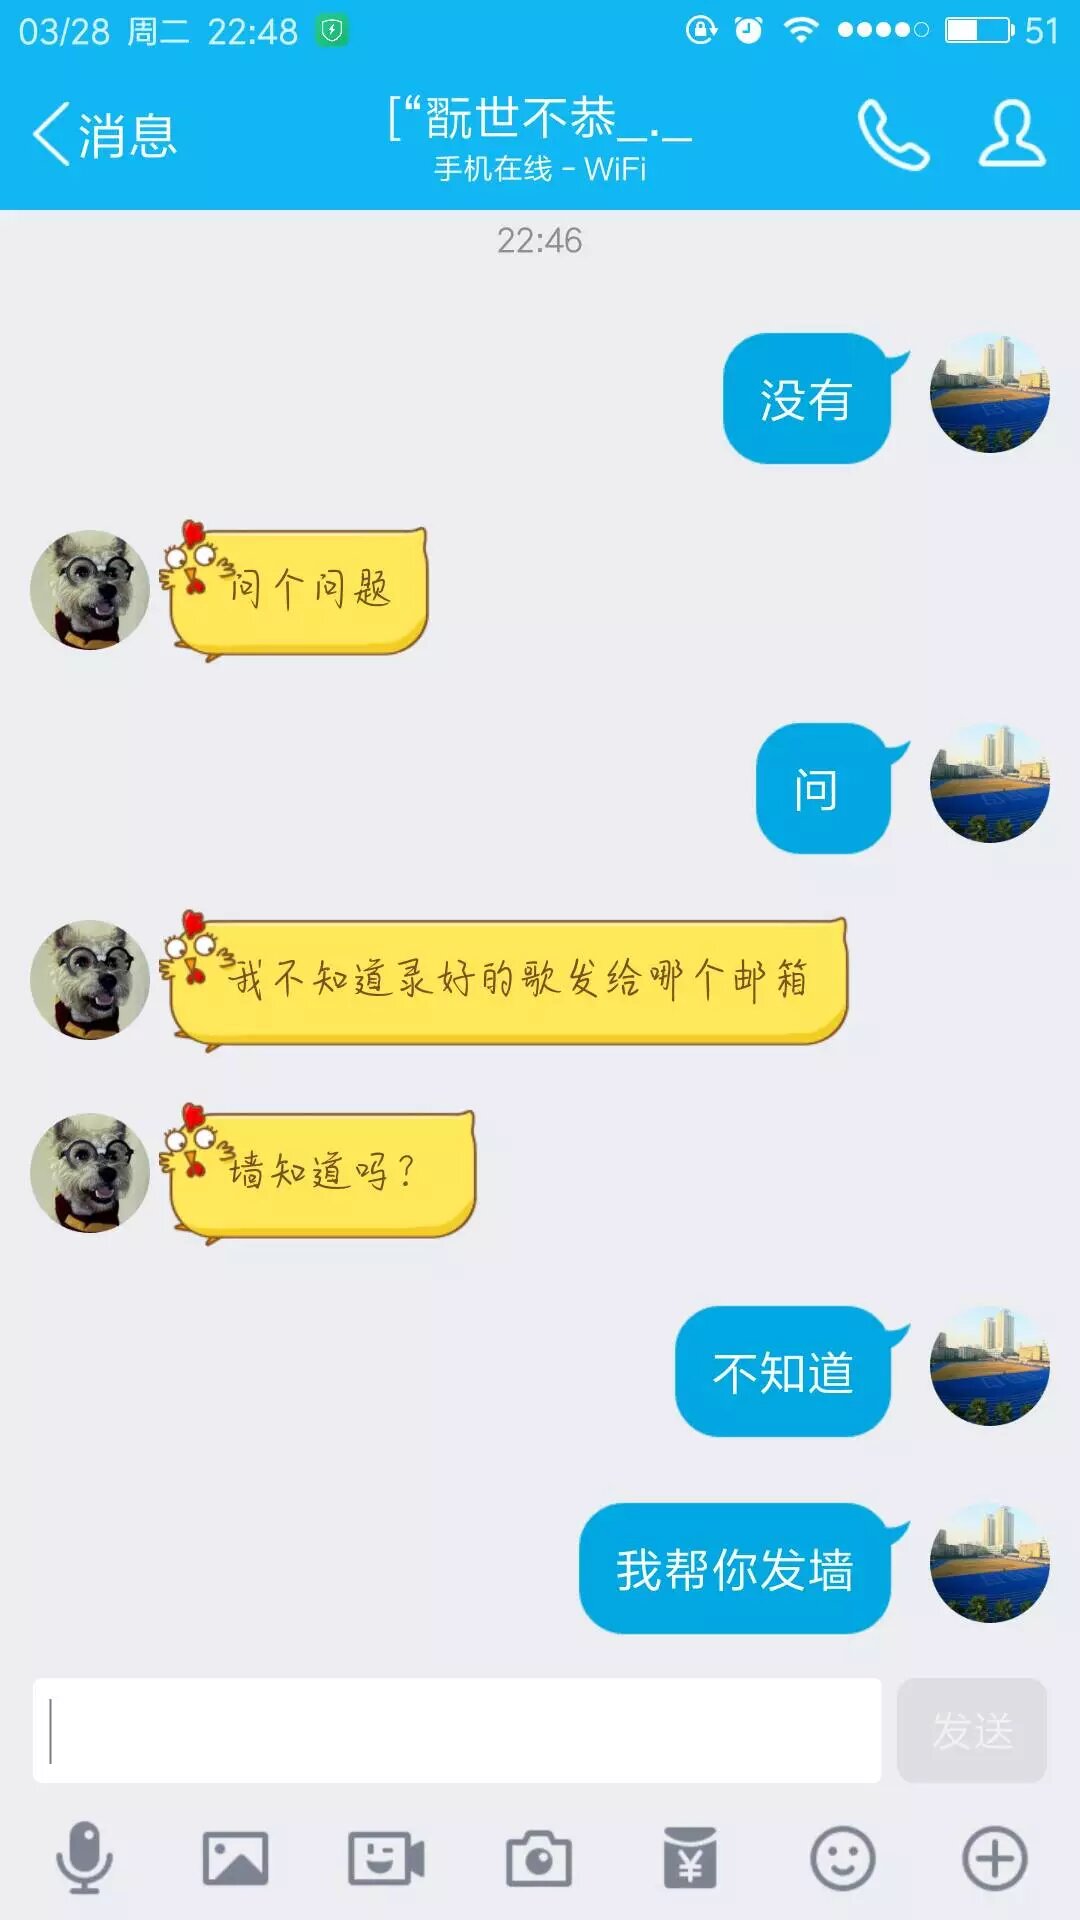 03/28 周二 22:48 51
消息
[“翫世不恭_._
手机在线 - WiFi
22:46
没有
问个问题
问
我不知道录好的歌发给哪个邮箱
墙知道吗?
不知道
我帮你发墙
发送